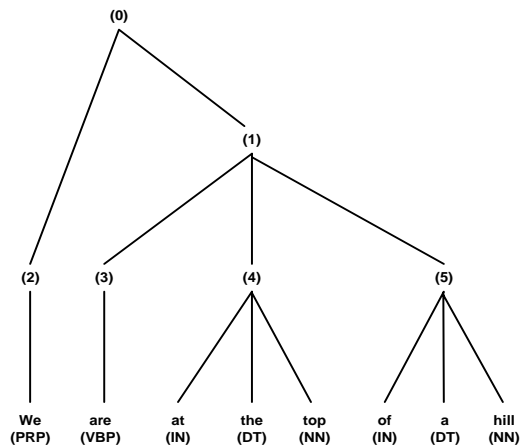 (0)
(1)
(2) (3) (4) (5)
We are at the top of a hill
(PRP) (VBP) (IN) (DT) (NN) (IN) (DT) (NN)